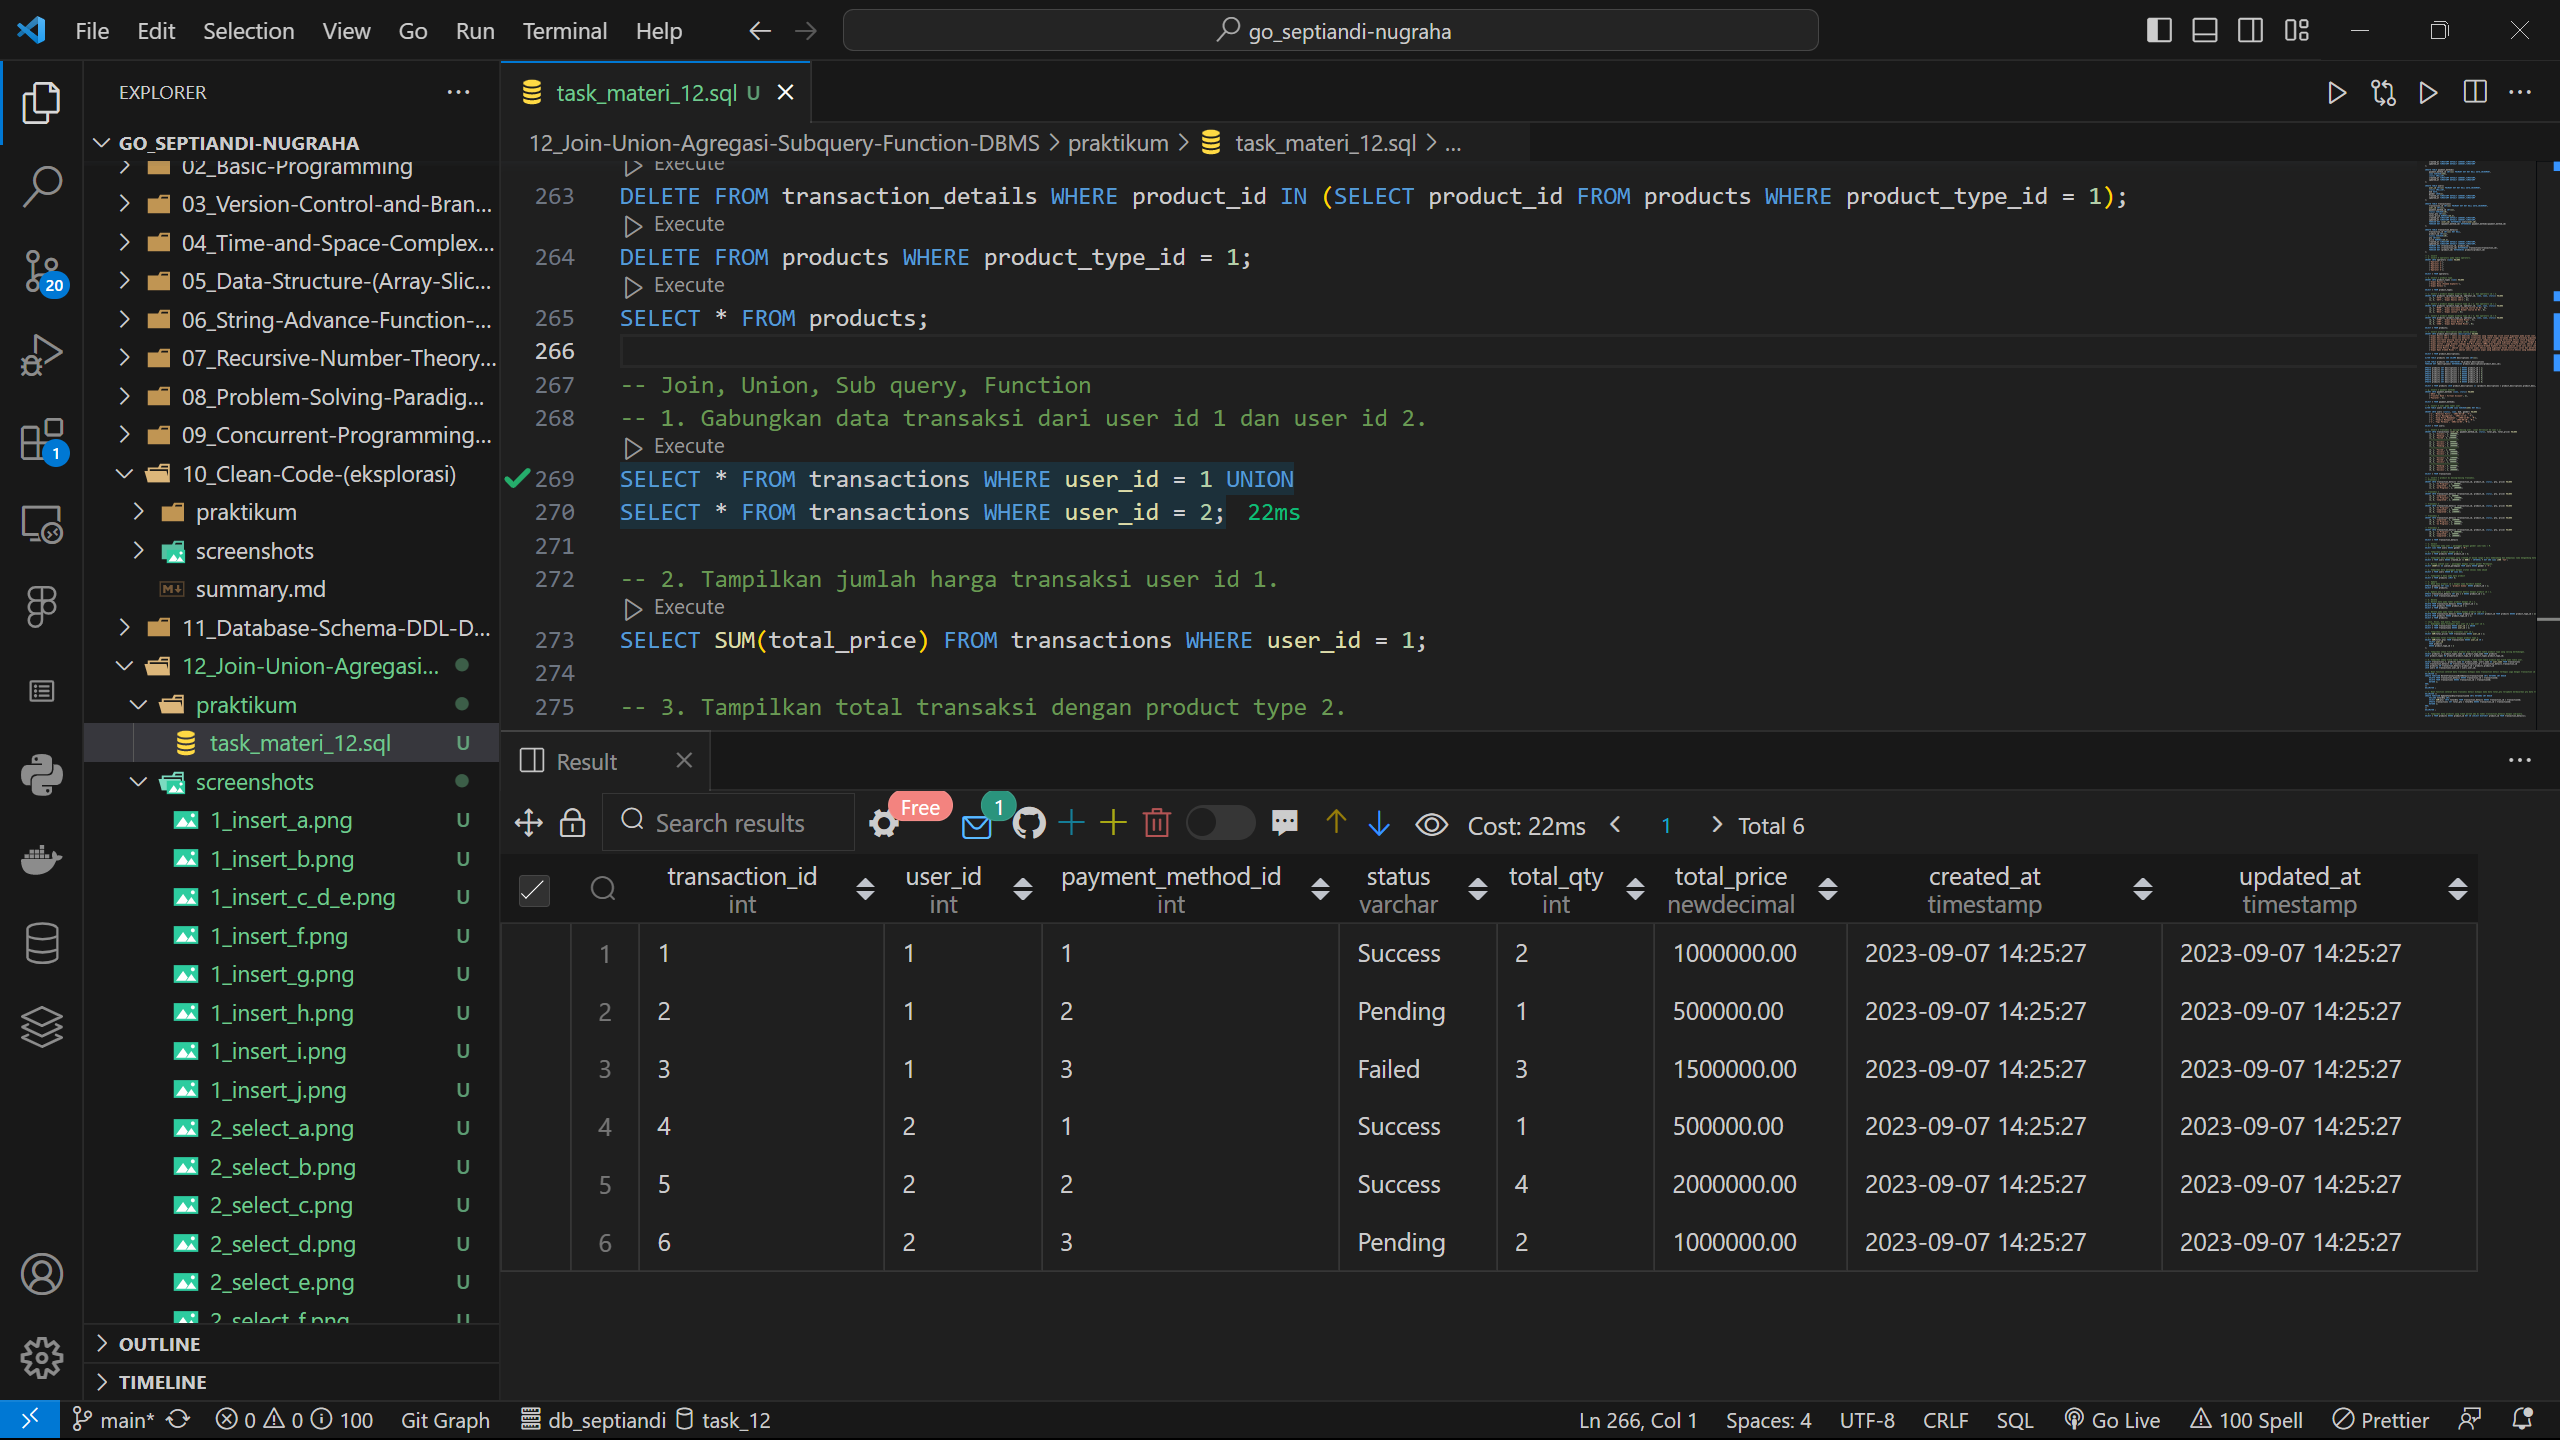 File Edit Selection View Go Run Terminal Help
go_septiandi-nugraha
EXPLORER
GO_SEPTIANDI-NUGRAHA
02_Basic-Programming
03_Version-Control-and-Bran...
04_Time-and-Space-Complex...
05_Data-Structure-(Array-Slic...
06_String-Advance-Function-...
07_Recursive-Number-Theory...
08_Problem-Solving-Paradig...
09_Concurrent-Programming...
10_Clean-Code-(eksplorasi)
praktikum
screenshots
summary.md
11_Database-Schema-DDL-D...
12_Join-Union-Agregasi...
praktikum
task_materi_12.sql U
screenshots
1_insert_a.png U
1_insert_b.png U
1_insert_c_d_e.png U
1_insert_f.png U
1_insert_g.png U
1_insert_h.png U
1_insert_i.png U
1_insert_j.png U
2_select_a.png U
2_select_b.png U
2_select_c.png U
2_select_d.png U
2_select_e.png U
2_select_f.png U
OUTLINE
TIMELINE
20
1
task_materi_12.sql U
12_Join-Union-Agregasi-Subquery-Function-DBMS > praktikum > task_materi_12.sql > ...
Execute
263 DELETE FROM transaction_details WHERE product_id IN (SELECT product_id FROM products WHERE product_type_id = 1);
Execute
264 DELETE FROM products WHERE product_type_id = 1;
Execute
265 SELECT * FROM products;
266
267 -- Join, Union, Sub query, Function
268 -- 1. Gabungkan data transaksi dari user id 1 dan user id 2.
Execute
269 SELECT * FROM transactions WHERE user_id = 1 UNION
270 SELECT * FROM transactions WHERE user_id = 2; 22ms
271
272 -- 2. Tampilkan jumlah harga transaksi user id 1.
Execute
273 SELECT SUM(total_price) FROM transactions WHERE user_id = 1;
274
275 -- 3. Tampilkan total transaksi dengan product type 2.
Result
Search results Free 1 Cost: 22ms < 1 > Total 6
transaction_id user_id payment_method_id status total_qty total_price created_at updated_at
int int int varchar int newdecimal timestamp timestamp
1 1 1 1 Success 2 1000000.00 2023-09-07 14:25:27 2023-09-07 14:25:27
2 2 1 2 Pending 1 500000.00 2023-09-07 14:25:27 2023-09-07 14:25:27
3 3 1 3 Failed 3 1500000.00 2023-09-07 14:25:27 2023-09-07 14:25:27
4 4 2 1 Success 1 500000.00 2023-09-07 14:25:27 2023-09-07 14:25:27
5 5 2 2 Success 4 2000000.00 2023-09-07 14:25:27 2023-09-07 14:25:27
6 6 2 3 Pending 2 1000000.00 2023-09-07 14:25:27 2023-09-07 14:25:27
main* 0 0 100 Git Graph db_septiandi task_12 Ln 266, Col 1 Spaces: 4 UTF-8 CRLF SQL Go Live 100 Spell Prettier